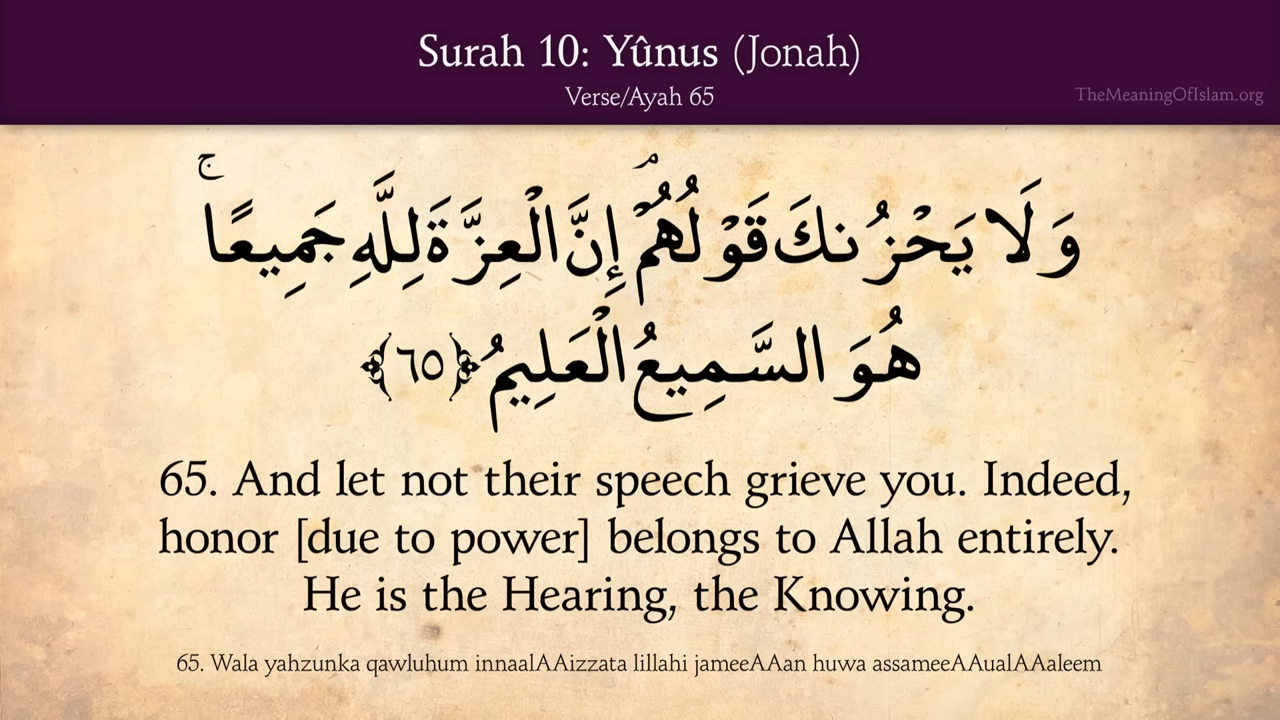 Surah 10: Yûnus (Jonah)
Verse/Ayah 65
TheMeaningOfIslam.org
وَلَا يَحْزُنكَ قَوْلُهُمْ ۘ إِنَّ الْعِزَّةَ لِلَّهِ جَمِيعًا ۚ
هُوَ السَّمِيعُ الْعَلِيمُ ﴿٦٥﴾
65. And let not their speech grieve you. Indeed,
honor [due to power] belongs to Allah entirely.
He is the Hearing, the Knowing.
65. Wala yahzunka qawluhum innaalAAizzata lillahi jameeAAan huwa assameeAAualAAaleem